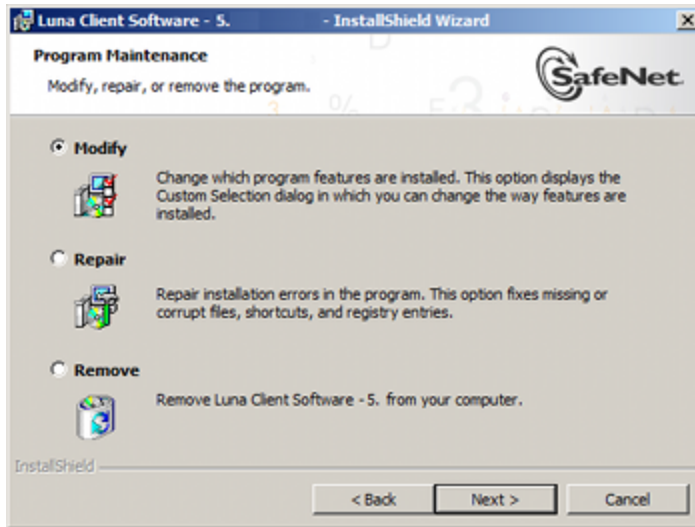 Luna Client Software - 5. - InstallShield Wizard
Program Maintenance
Modify, repair, or remove the program.
SafeNet.
Modify
Change which program features are installed. This option displays the
Custom Selection dialog in which you can change the way features are
installed.
Repair
Repair installation errors in the program. This option fixes missing or
corrupt files, shortcuts, and registry entries.
Remove
Remove Luna Client Software - 5. from your computer.
InstallShield
< Back Next > Cancel